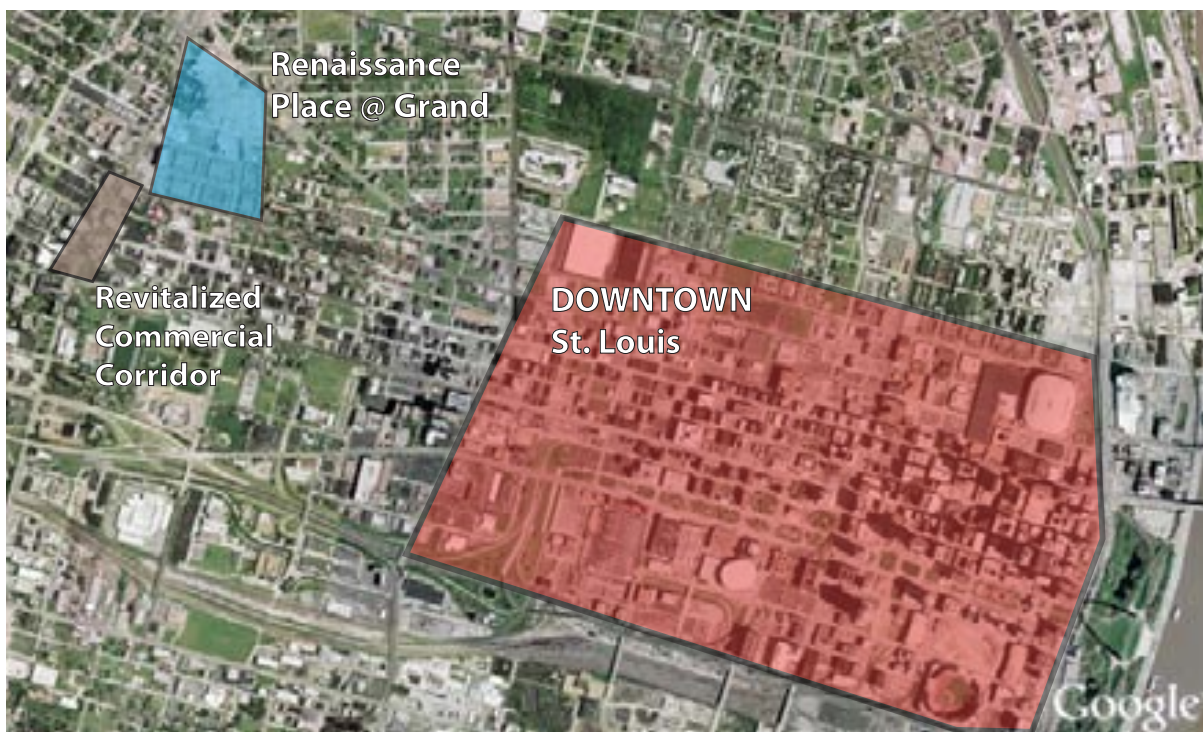 Renaissance
Place @ Grand
DOWNTOWN
St. Louis
Revitalized
Commercial
Corridor
Google